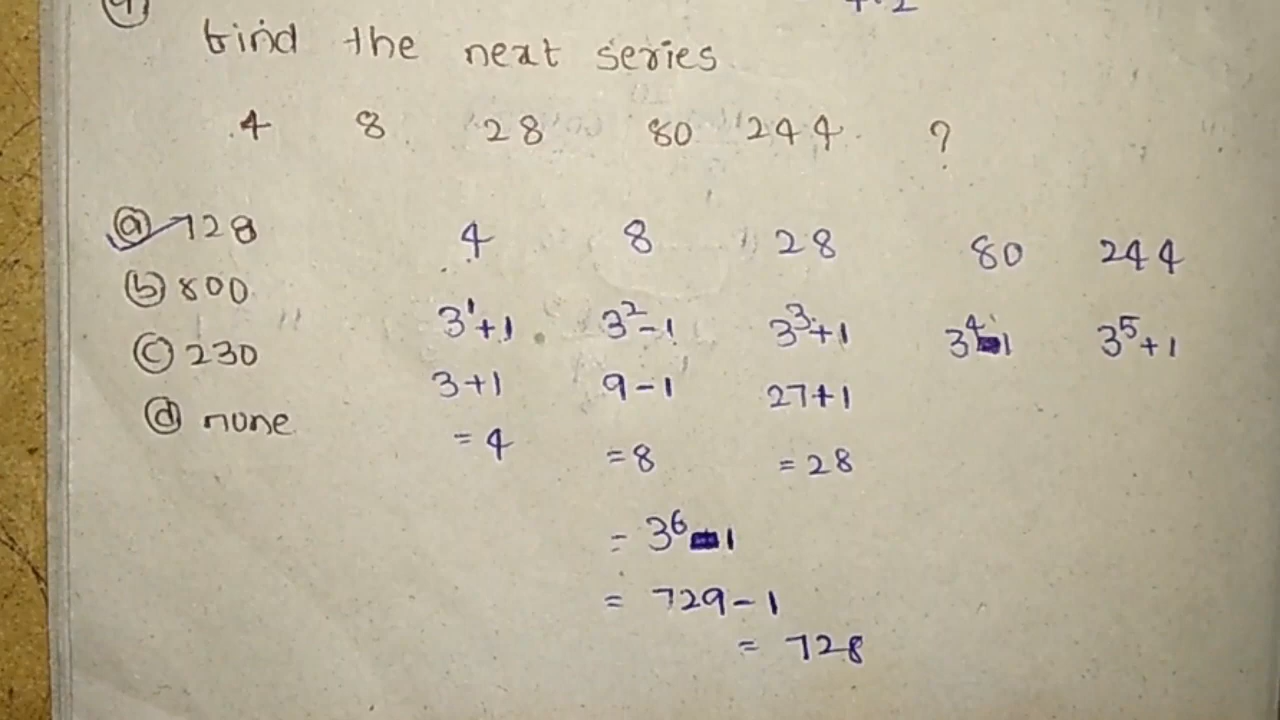 find the next series
4 8 28 80 244 ?
ⓐ 728
ⓑ 800
ⓒ 230
ⓓ none
4 8 28 80 244
3¹+1 3²-1 3³+1 3⁴-1 3⁵+1
3+1 9-1 27+1
=4 =8 =28
= 3⁶-1
= 729-1
= 728